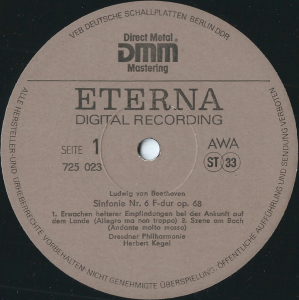 VEB DEUTSCHE SCHALLPLATTEN BERLIN DDR
Direct Metal ®
DMM
Mastering
ETERNA
DIGITAL RECORDING
SEITE 1
725 023
AWA
ST 33
Ludwig van Beethoven
Sinfonie Nr. 6 F-dur op. 68
1. Erwachen heiterer Empfindungen bei der Ankunft auf
dem Lande (Allegro ma non troppo) 2. Szene am Bach
(Andante molto mosso)
Dresdner Philharmonie
Herbert Kegel
ALLE HERSTELLER- UND URHEBERRECHTE VORBEHALTEN NICHT GENEHMIGTE ÜBERSPIELUNG, ÖFFENTLICHE AUFFÜHRUNG UND SENDUNG VERBOTEN